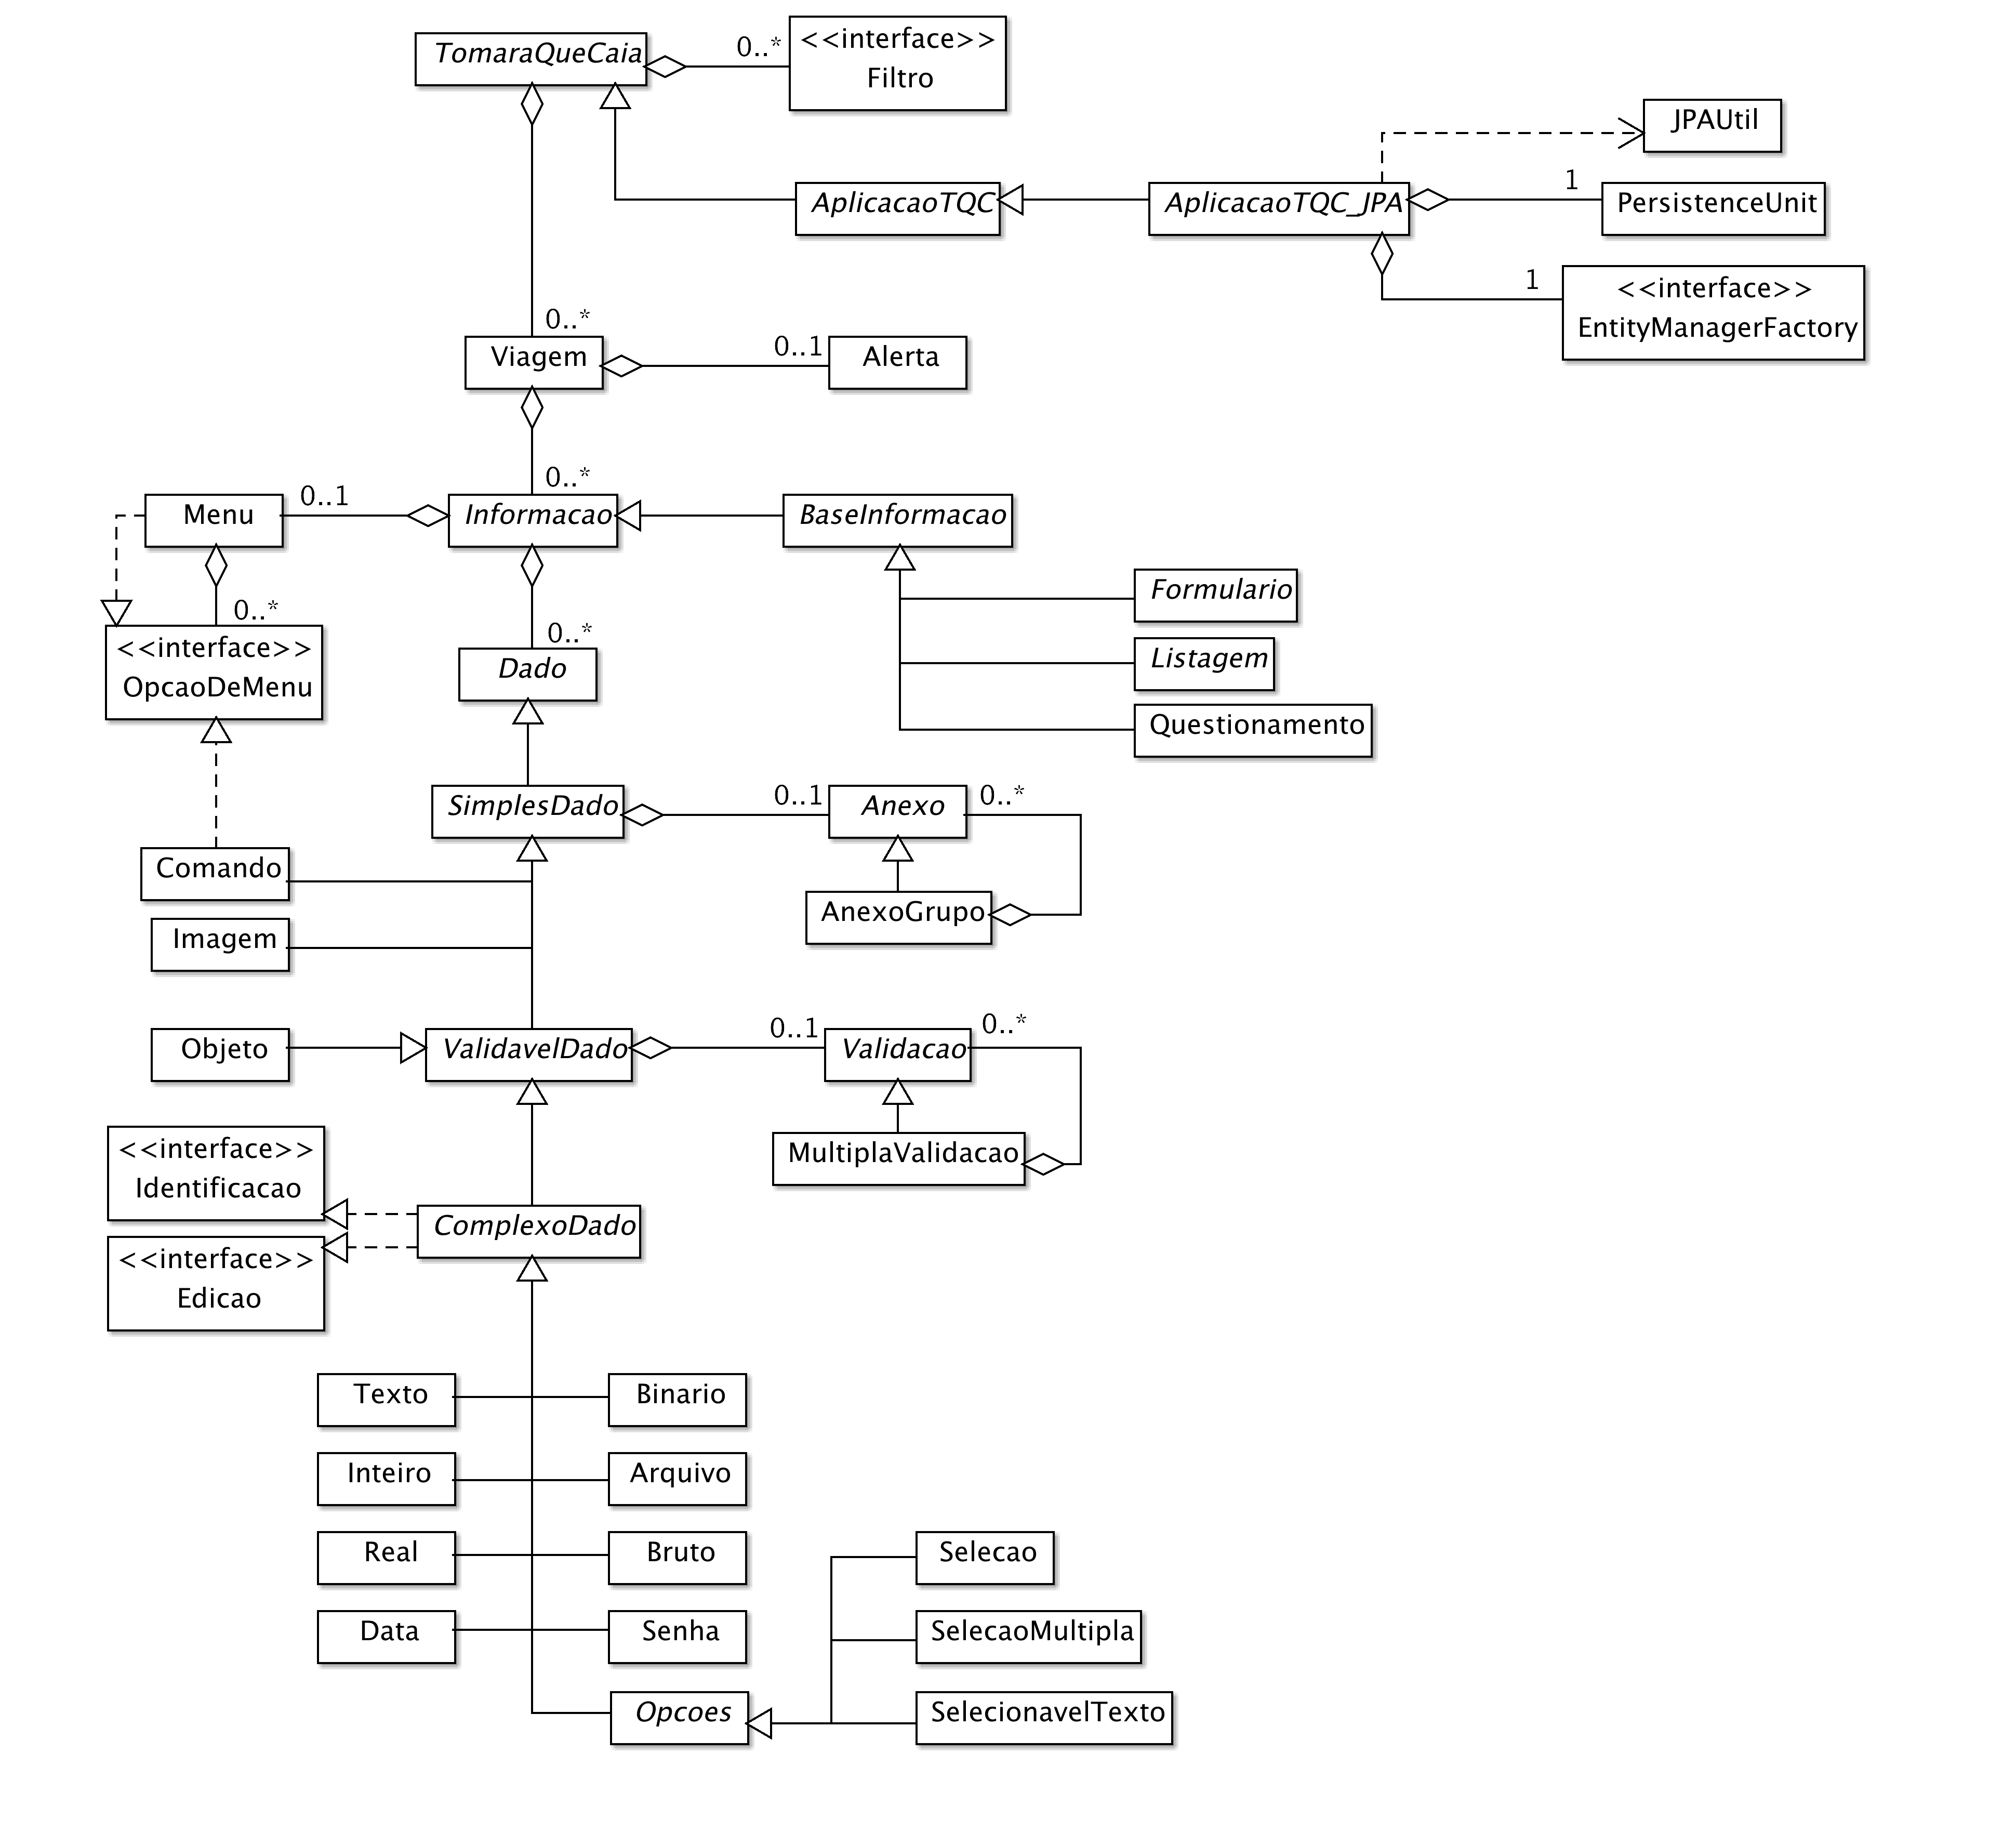 TomaraQueCaia
0..*
<<interface>>
Filtro
JPAUtil
AplicacaoTQC
AplicacaoTQC_JPA
1
PersistenceUnit
1
<<interface>>
EntityManagerFactory
0..*
Viagem
0..1
Alerta
0..*
Menu
0..1
Informacao
BaseInformacao
Formulario
0..*
<<interface>>
OpcaoDeMenu
0..*
Dado
Listagem
Questionamento
SimplesDado
0..1
Anexo
0..*
Comando
AnexoGrupo
Imagem
Objeto
ValidavelDado
0..1
Validacao
0..*
MultiplaValidacao
<<interface>>
Identificacao
ComplexoDado
<<interface>>
Edicao
Texto
Binario
Inteiro
Arquivo
Real
Bruto
Selecao
Data
Senha
SelecaoMultipla
Opcoes
SelecionavelTexto